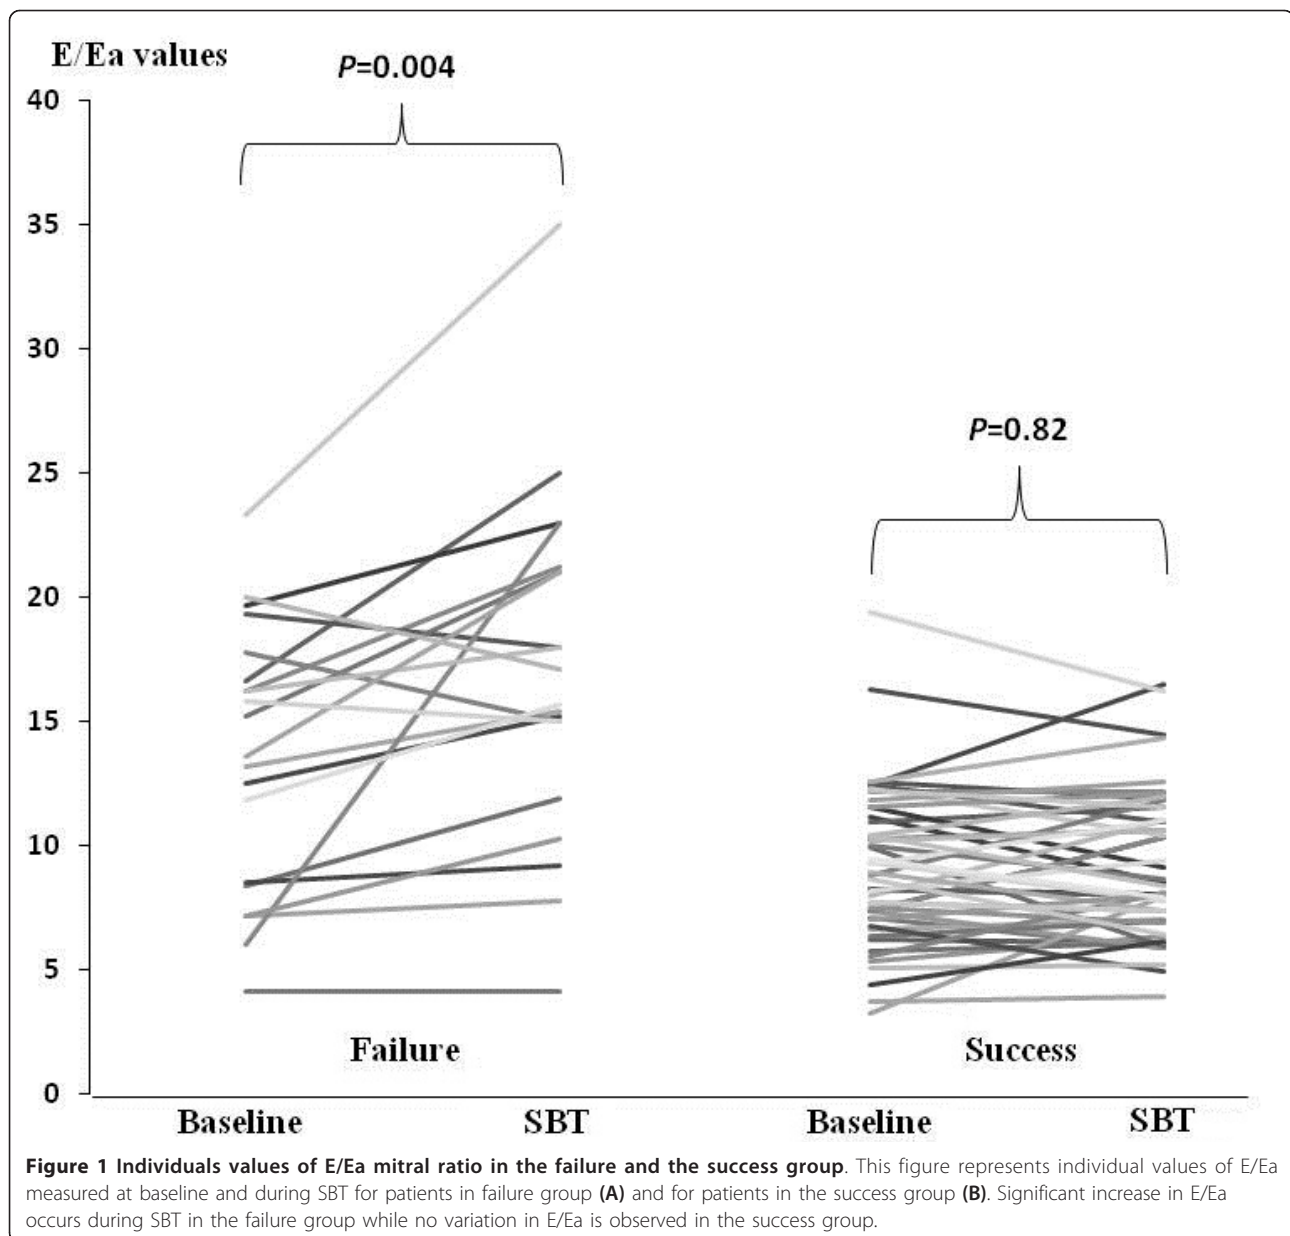 E/Ea values
P=0.004
40
35
30
25
20
15
10
5
0
P=0.82
Failure
Success
Baseline
SBT
Baseline
SBT
Figure 1 Individuals values of E/Ea mitral ratio in the failure and the success group. This figure represents individual values of E/Ea
measured at baseline and during SBT for patients in failure group (A) and for patients in the success group (B). Significant increase in E/Ea
occurs during SBT in the failure group while no variation in E/Ea is observed in the success group.